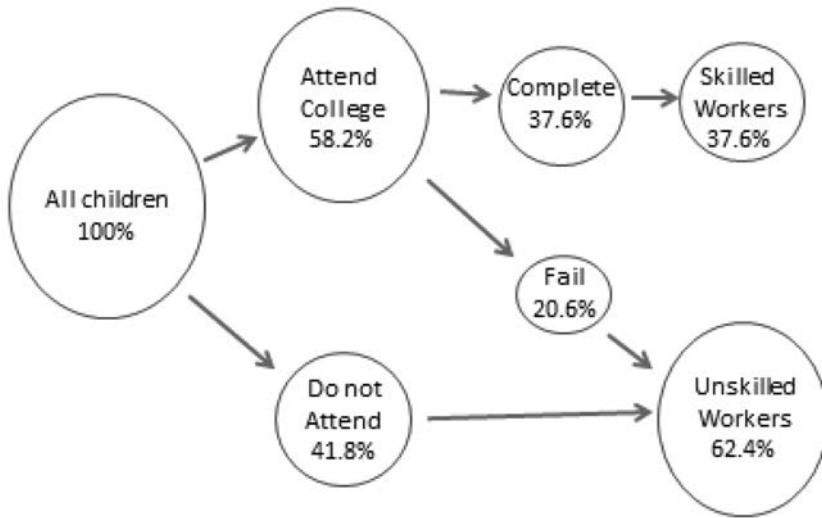 All children
100%
Attend
College
58.2%
Complete
37.6%
Skilled
Workers
37.6%
Fail
20.6%
Do not
Attend
41.8%
Unskilled
Workers
62.4%